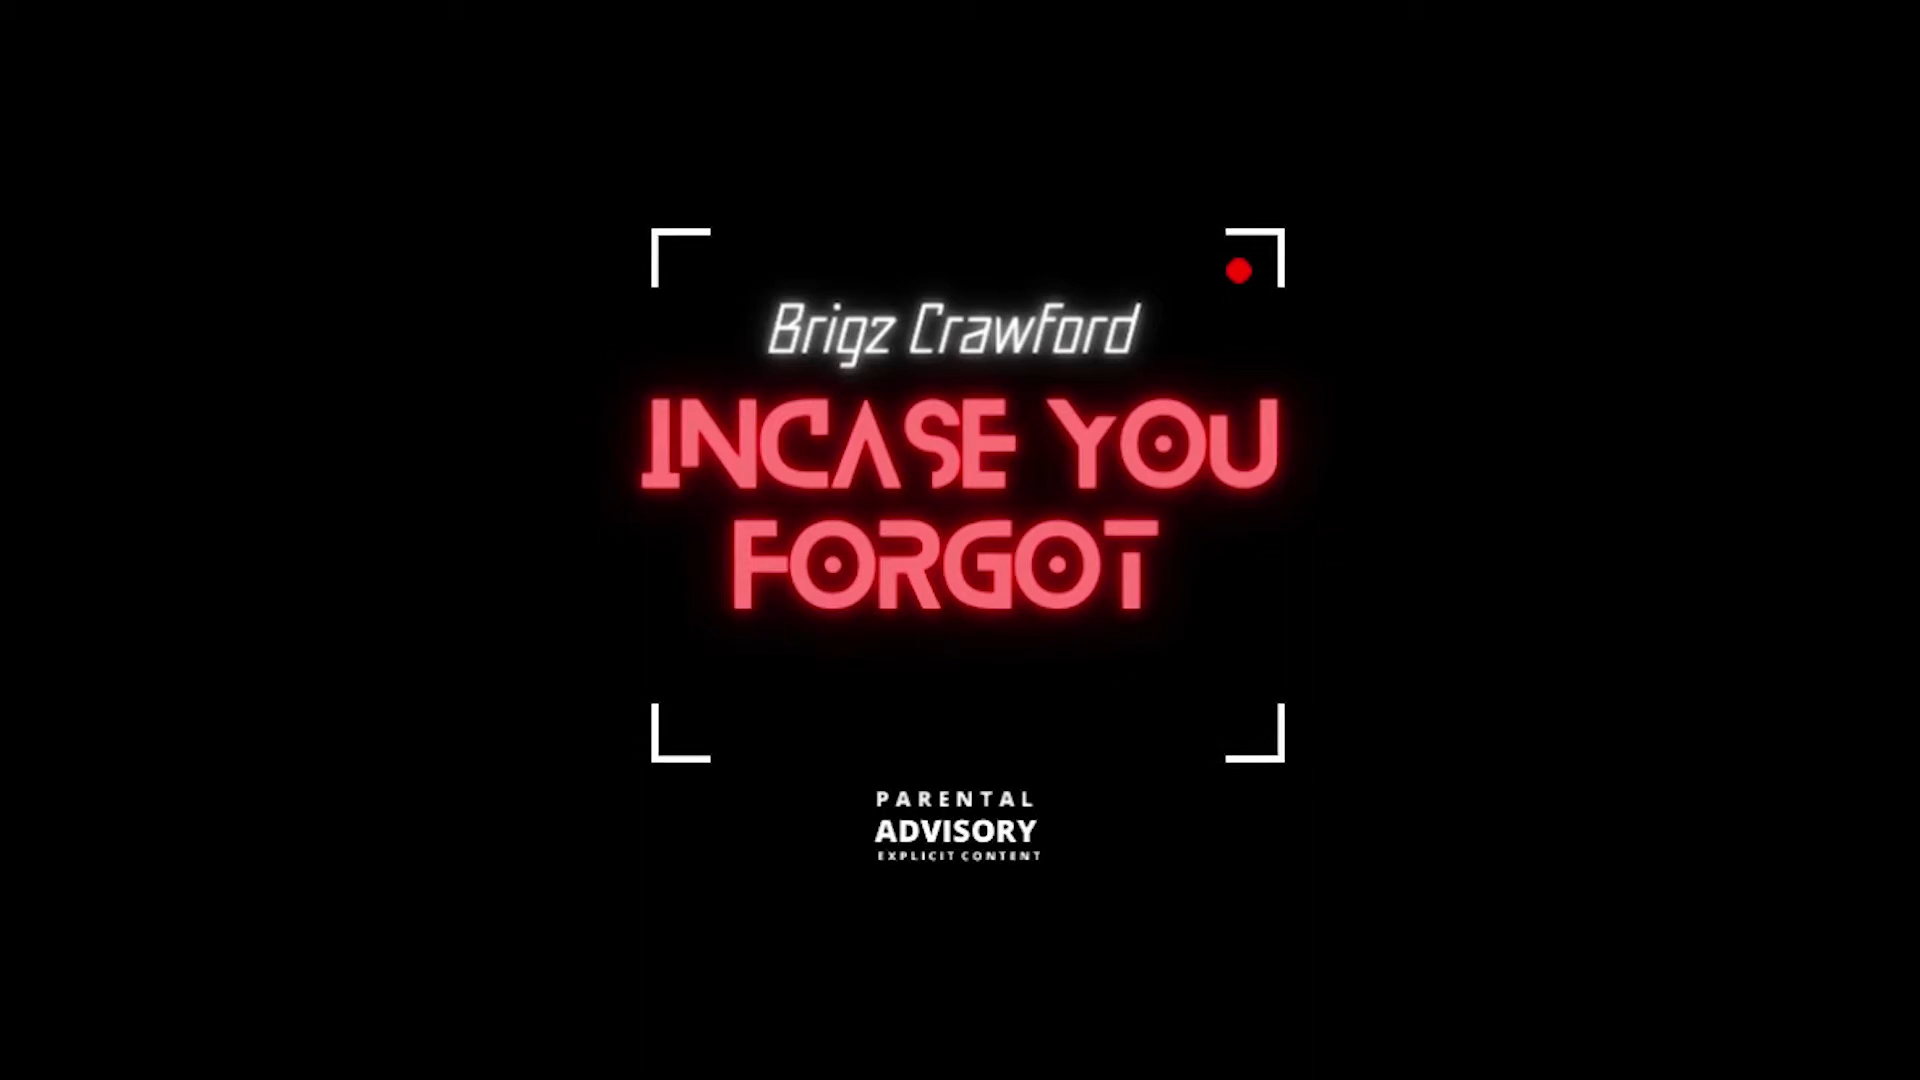 Brigz Crawford
INCASE YOU
FORGOT
PARENTAL
ADVISORY
EXPLICIT CONTENT